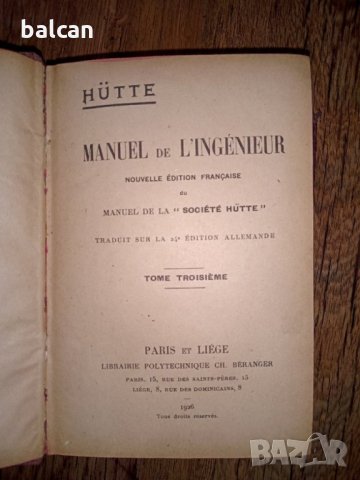 balcan
HÜTTE
MANUEL DE L'INGÉNIEUR
NOUVELLE ÉDITION FRANÇAISE
du
MANUEL DE LA "SOCIÉTÉ HÜTTE"
TRADUIT SUR LA 25e ÉDITION ALLEMANDE
TOME TROISIÈME
PARIS ET LIÉGE
LIBRAIRIE POLYTECHNIQUE CH. BÉRANGER
PARIS, 15, RUE DES SAINTS-PÈRES, 15
LIÉGE, 8, RUE DES DOMINICAINS, 8
1926
Tous droits réservés.
BAZAR